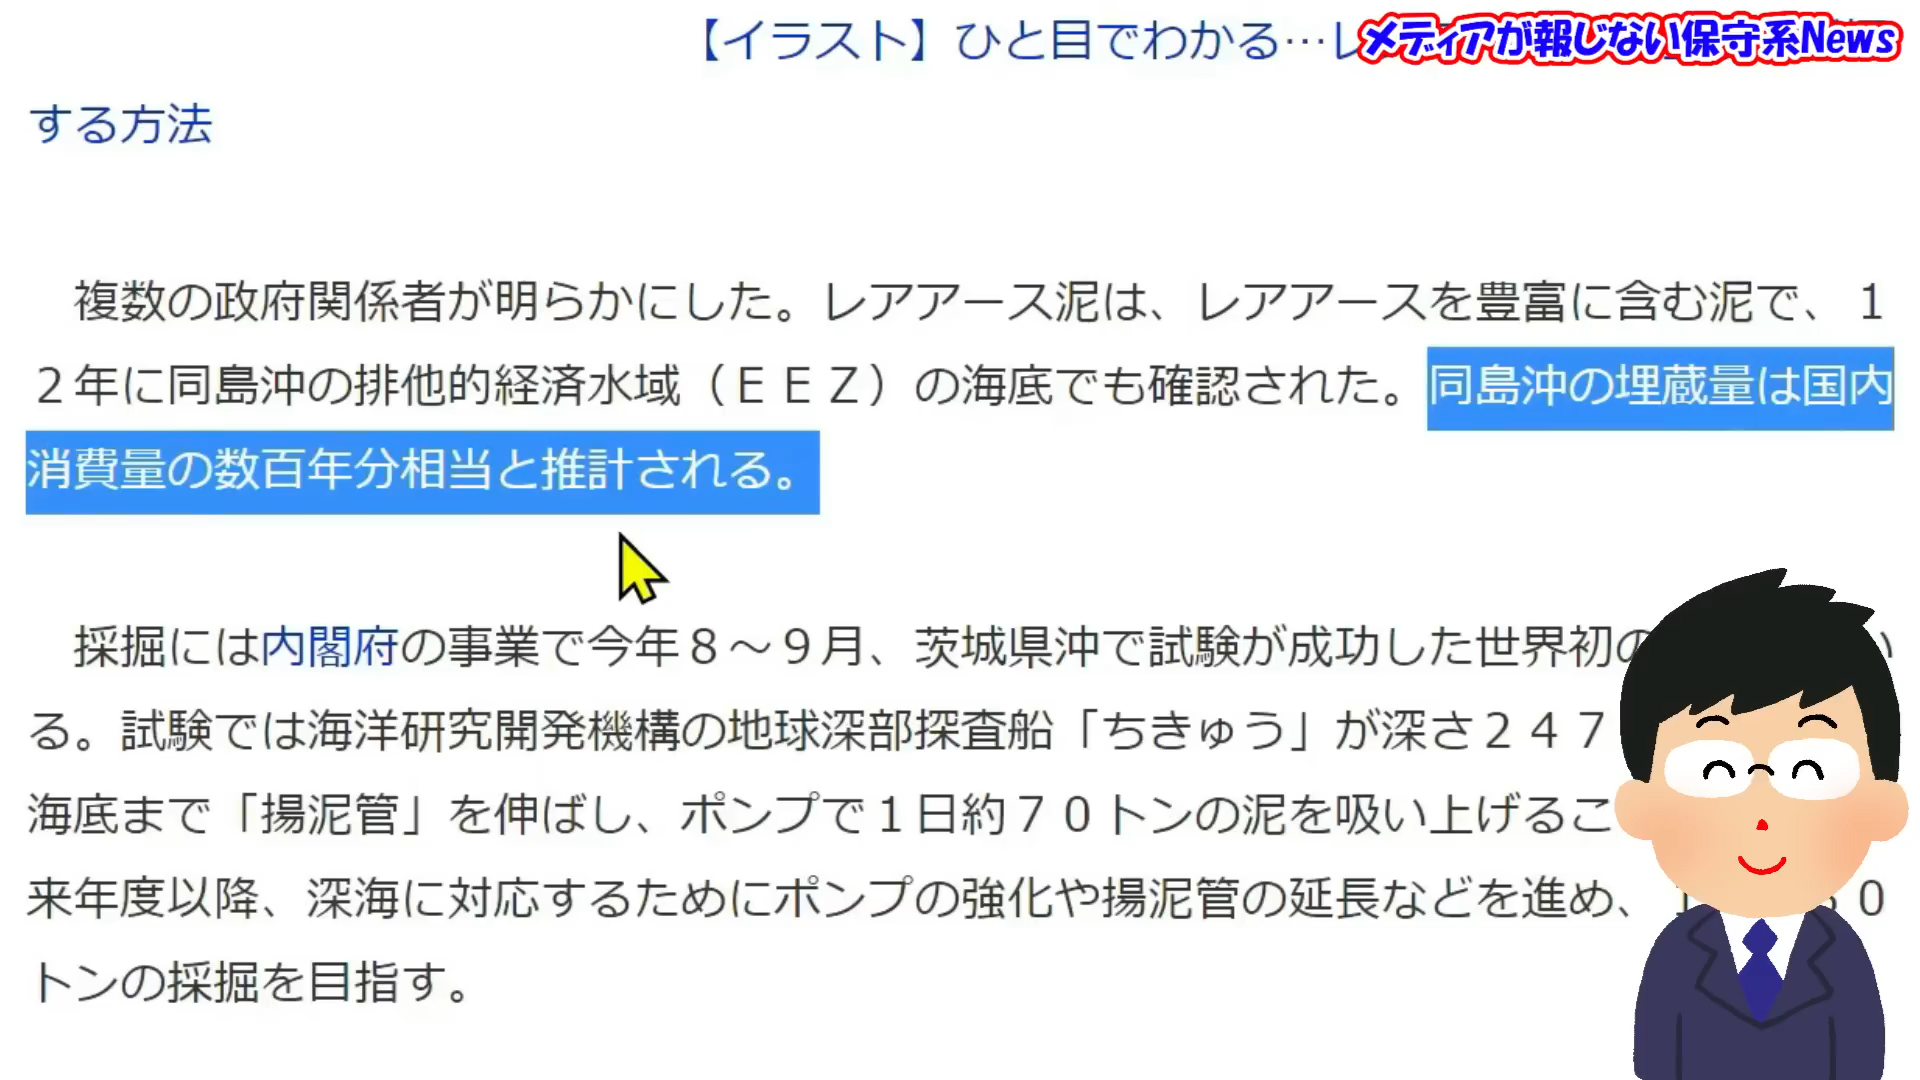 【イラスト】ひと目でわかる…レ
メディアが報じない保守系News
する方法
複数の政府関係者が明らかにした。レアアース泥は、レアアースを豊富に含む泥で、１
２年に同島沖の排他的経済水域（ＥＥＺ）の海底でも確認された。同島沖の埋蔵量は国内
消費量の数百年分相当と推計される。
採掘には内閣府の事業で今年８～９月、茨城県沖で試験が成功した世界初の
る。試験では海洋研究開発機構の地球深部探査船「ちきゅう」が深さ２４７
海底まで「揚泥管」を伸ばし、ポンプで１日約７０トンの泥を吸い上げるこ
来年度以降、深海に対応するためにポンプの強化や揚泥管の延長などを進め、
トンの採掘を目指す。